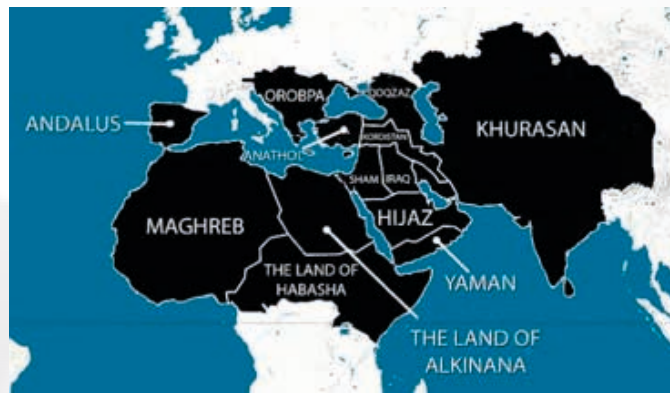 OROBPA
QOQZAZ
ANDALUS
KHURASAN
KORDISTAN
ANATHOL
SHAM
IRAQ
MAGHREB
HIJAZ
THE LAND OF
HABASHA
YAMAN
THE LAND OF
ALKINANA